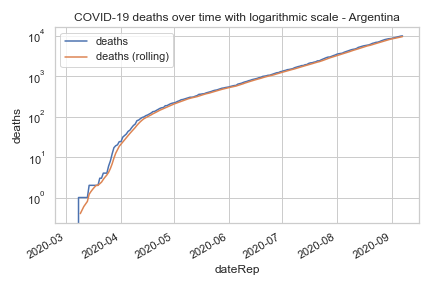 COVID-19 deaths over time with logarithmic scale - Argentina
deaths
deaths (rolling)
10⁴
10³
10²
10¹
10⁰
deaths
2020-03
2020-04
2020-05
2020-06
2020-07
2020-08
2020-09
dateRep